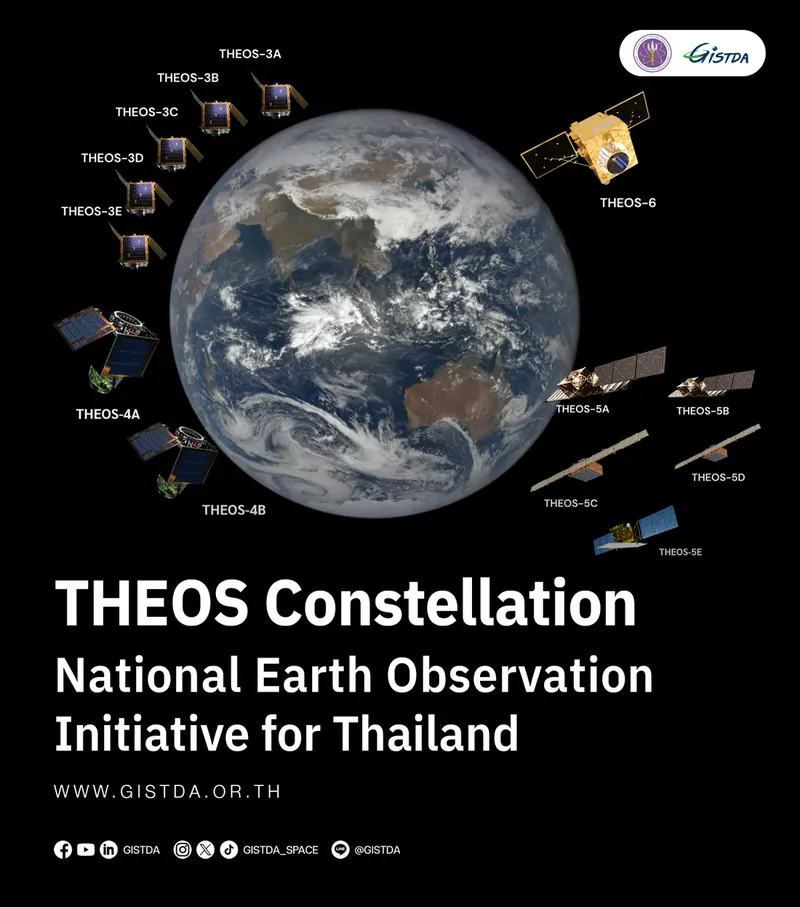 GISTDA
THEOS-3A
THEOS-3B
THEOS-3C
THEOS-3D
THEOS-3E
THEOS-6
THEOS-4A
THEOS-4B
THEOS-5A
THEOS-5B
THEOS-5C
THEOS-5D
THEOS-5E
THEOS Constellation
National Earth Observation
Initiative for Thailand
WWW.GISTDA.OR.TH
GISTDA GISTDA_SPACE LINE @GISTDA